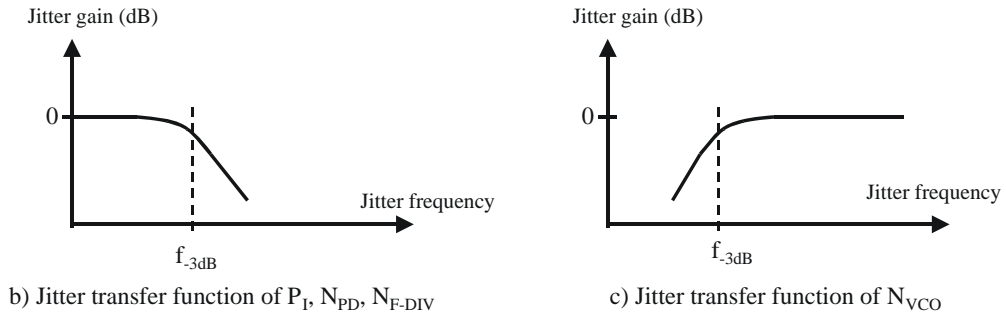 Jitter gain (dB)
0
Jitter frequency
f-3dB
b) Jitter transfer function of PI, NPD, NF-DIV
Jitter gain (dB)
0
Jitter frequency
f-3dB
c) Jitter transfer function of NVCO